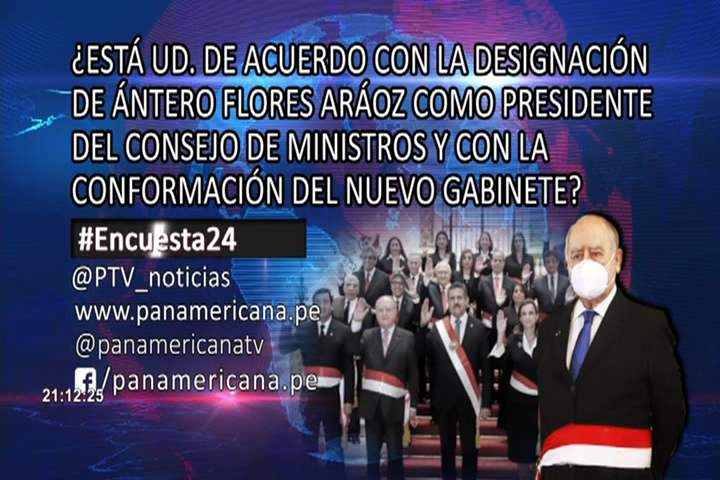 ¿ESTÁ UD. DE ACUERDO CON LA DESIGNACIÓN
DE ÁNTERO FLORES ARÁOZ COMO PRESIDENTE
DEL CONSEJO DE MINISTROS Y CON LA
CONFORMACIÓN DEL NUEVO GABINETE?
#Encuesta24
@PTV_noticias
www.panamericana.pe
@panamericanatv
f/panamericana.pe
21:12:25